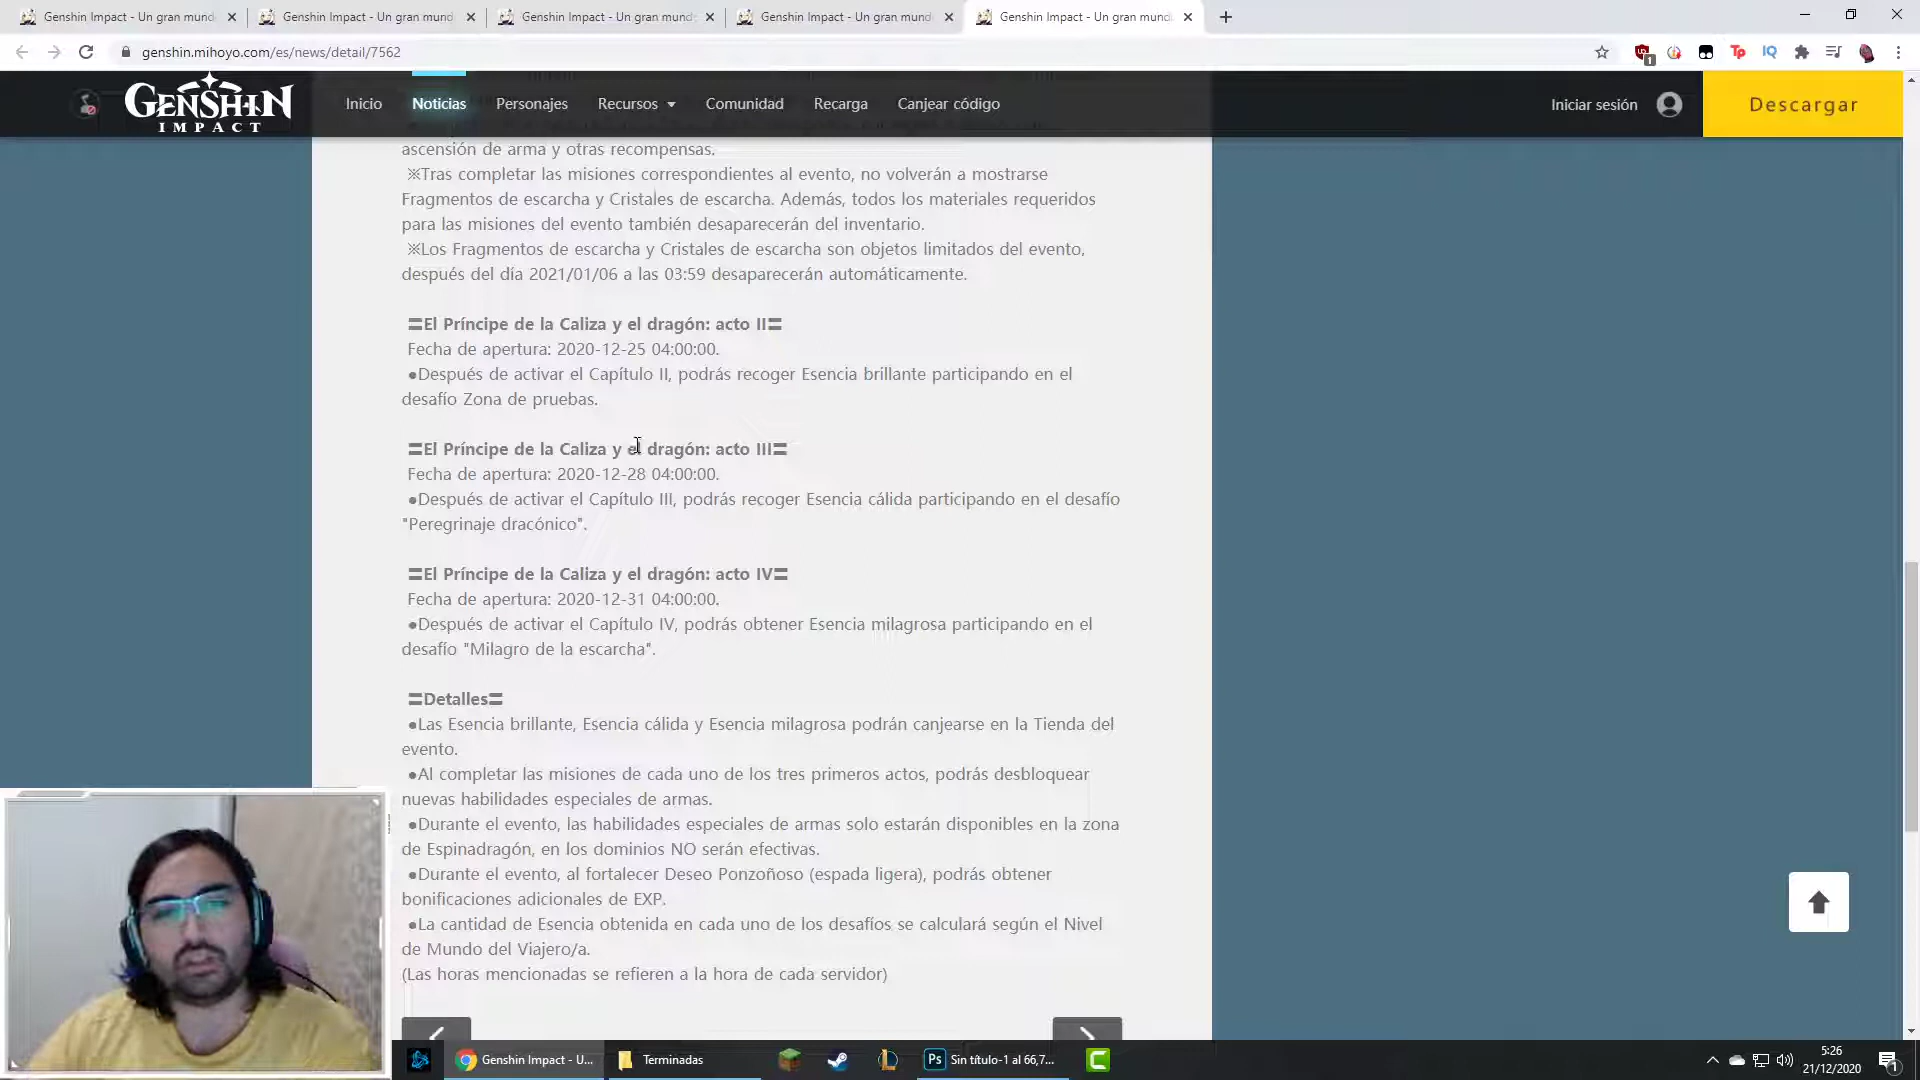 Genshin Impact - Un gran mund
Genshin Impact - Un gran mund
Genshin Impact - Un gran mund
Genshin Impact - Un gran mund
Genshin Impact - Un gran mund
genshin.mihoyo.com/es/news/detail/7562
Tp
IQ
1
GENSHIN
IMPACT
Inicio
Noticias
Personajes
Recursos
Comunidad
Recarga
Canjear código
Iniciar sesión
Descargar
ascensión de arma y otras recompensas.
※Tras completar las misiones correspondientes al evento, no volverán a mostrarse
Fragmentos de escarcha y Cristales de escarcha. Además, todos los materiales requeridos
para las misiones del evento también desaparecerán del inventario.
※Los Fragmentos de escarcha y Cristales de escarcha son objetos limitados del evento,
después del día 2021/01/06 a las 03:59 desaparecerán automáticamente.
〓El Príncipe de la Caliza y el dragón: acto II〓
Fecha de apertura: 2020-12-25 04:00:00.
●Después de activar el Capítulo II, podrás recoger Esencia brillante participando en el
desafío Zona de pruebas.
〓El Príncipe de la Caliza y el dragón: acto III〓
Fecha de apertura: 2020-12-28 04:00:00.
●Después de activar el Capítulo III, podrás recoger Esencia cálida participando en el desafío
"Peregrinaje dracónico".
〓El Príncipe de la Caliza y el dragón: acto IV〓
Fecha de apertura: 2020-12-31 04:00:00.
●Después de activar el Capítulo IV, podrás obtener Esencia milagrosa participando en el
desafío "Milagro de la escarcha".
〓Detalles〓
●Las Esencia brillante, Esencia cálida y Esencia milagrosa podrán canjearse en la Tienda del
evento.
●Al completar las misiones de cada uno de los tres primeros actos, podrás desbloquear
nuevas habilidades especiales de armas.
●Durante el evento, las habilidades especiales de armas solo estarán disponibles en la zona
de Espinadragón, en los dominios NO serán efectivas.
●Durante el evento, al fortalecer Deseo Ponzoñoso (espada ligera), podrás obtener
bonificaciones adicionales de EXP.
●La cantidad de Esencia obtenida en cada uno de los desafíos se calculará según el Nivel
de Mundo del Viajero/a.
(Las horas mencionadas se refieren a la hora de cada servidor)
Genshin Impact - U...
Terminadas
Ps
Sin título-1 al 66,7...
5:26
21/12/2020
1